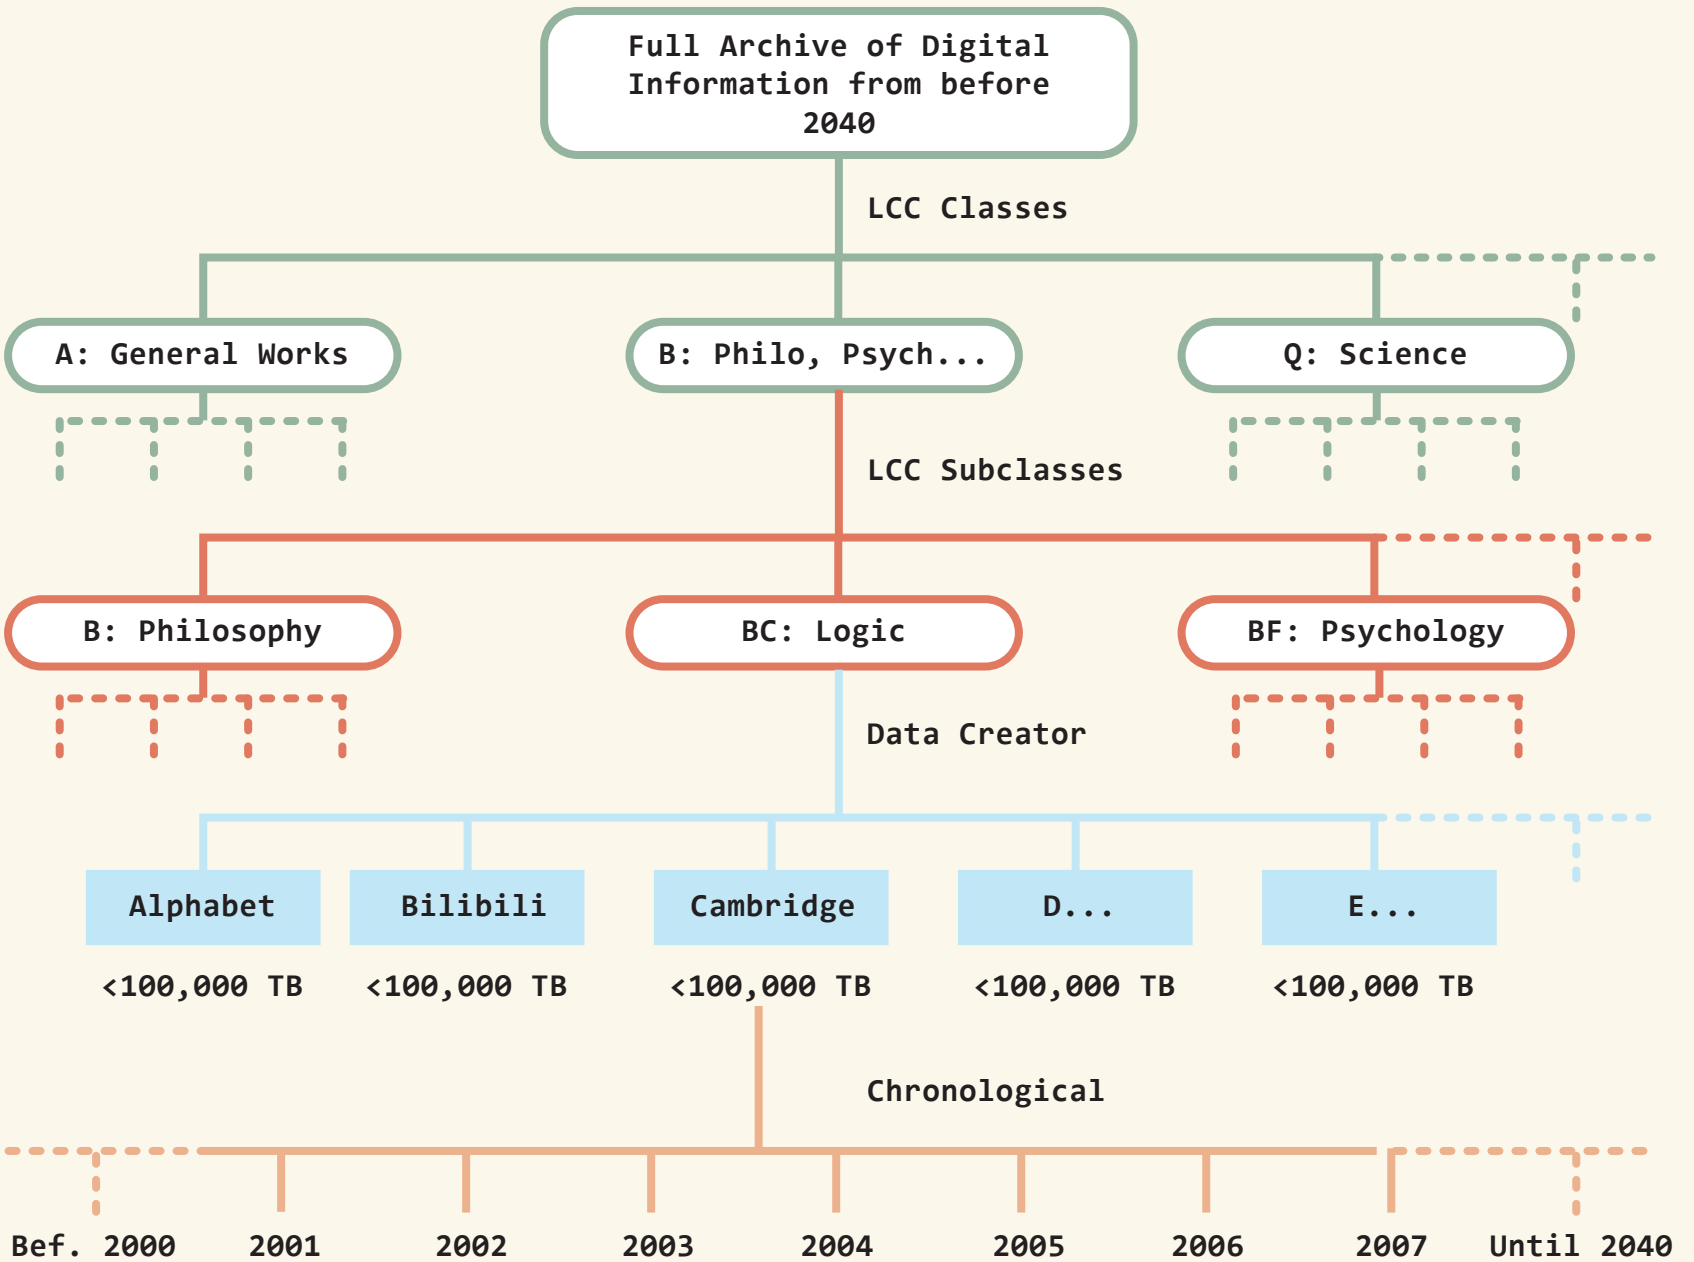 Full Archive of Digital
Information from before
2040
LCC Classes
A: General Works
B: Philo, Psych...
Q: Science
LCC Subclasses
B: Philosophy
BC: Logic
BF: Psychology
Data Creator
Alphabet
Bilibili
Cambridge
D...
E...
<100,000 TB
<100,000 TB
<100,000 TB
<100,000 TB
<100,000 TB
Chronological
Bef. 2000
2001
2002
2003
2004
2005
2006
2007
Until 2040